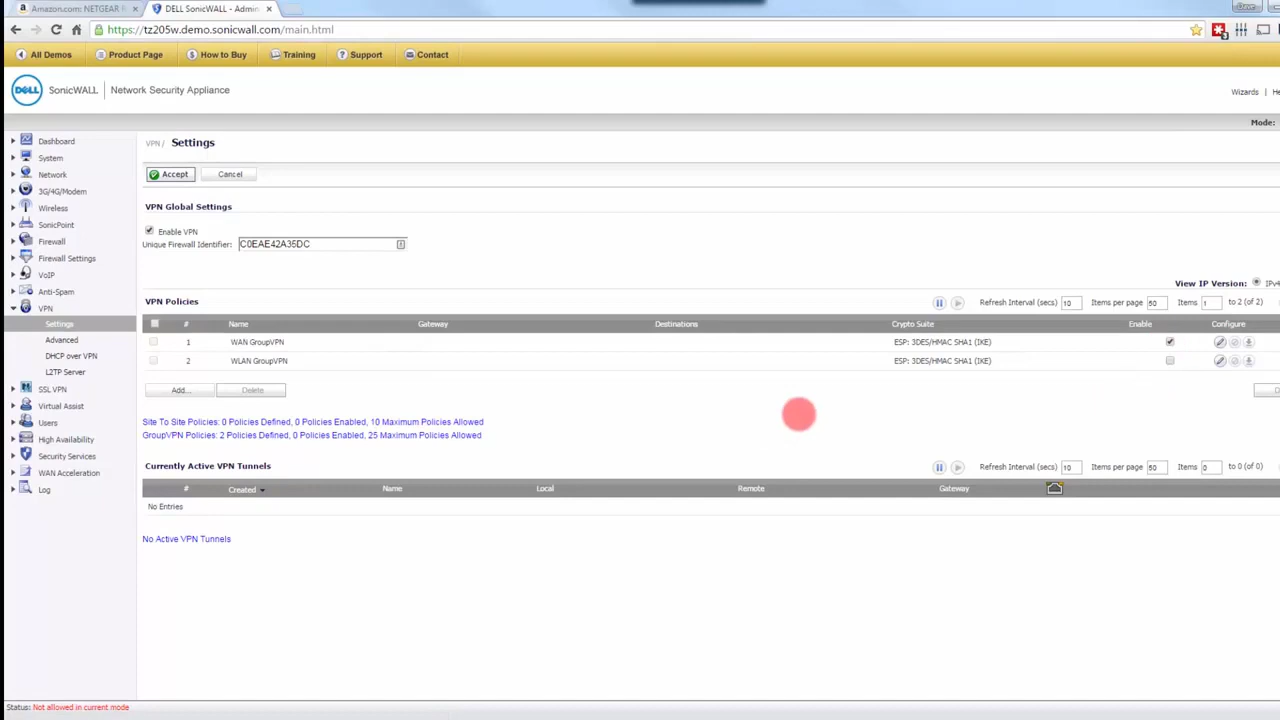 Amazon.com: NETGEAR
DELL SonicWALL - Admin
Dave
https://tz205w.demo.sonicwall.com/main.html
All Demos Product Page How to Buy Training Support Contact
DELL SonicWALL Network Security Appliance
Wizards He
Mode:
Dashboard
System
Network
3G/4G/Modem
Wireless
SonicPoint
Firewall
Firewall Settings
VoIP
Anti-Spam
VPN
Settings
Advanced
DHCP over VPN
L2TP Server
SSL VPN
Virtual Assist
Users
High Availability
Security Services
WAN Acceleration
Log
VPN / Settings
Accept Cancel
VPN Global Settings
Enable VPN
Unique Firewall Identifier: C0EAE42A35DC
View IP Version: IPv4
VPN Policies Refresh Interval (secs) 10 Items per page 50 Items 1 to 2 (of 2)
# Name Gateway Destinations Crypto Suite Enable Configure
1 WAN GroupVPN ESP: 3DES/HMAC SHA1 (IKE)
2 WLAN GroupVPN ESP: 3DES/HMAC SHA1 (IKE)
Add... Delete D
Site To Site Policies: 0 Policies Defined, 0 Policies Enabled, 10 Maximum Policies Allowed
GroupVPN Policies: 2 Policies Defined, 0 Policies Enabled, 25 Maximum Policies Allowed
Currently Active VPN Tunnels Refresh Interval (secs) 10 Items per page 50 Items 0 to 0 (of 0)
# Created Name Local Remote Gateway
No Entries
No Active VPN Tunnels
Status: Not allowed in current mode